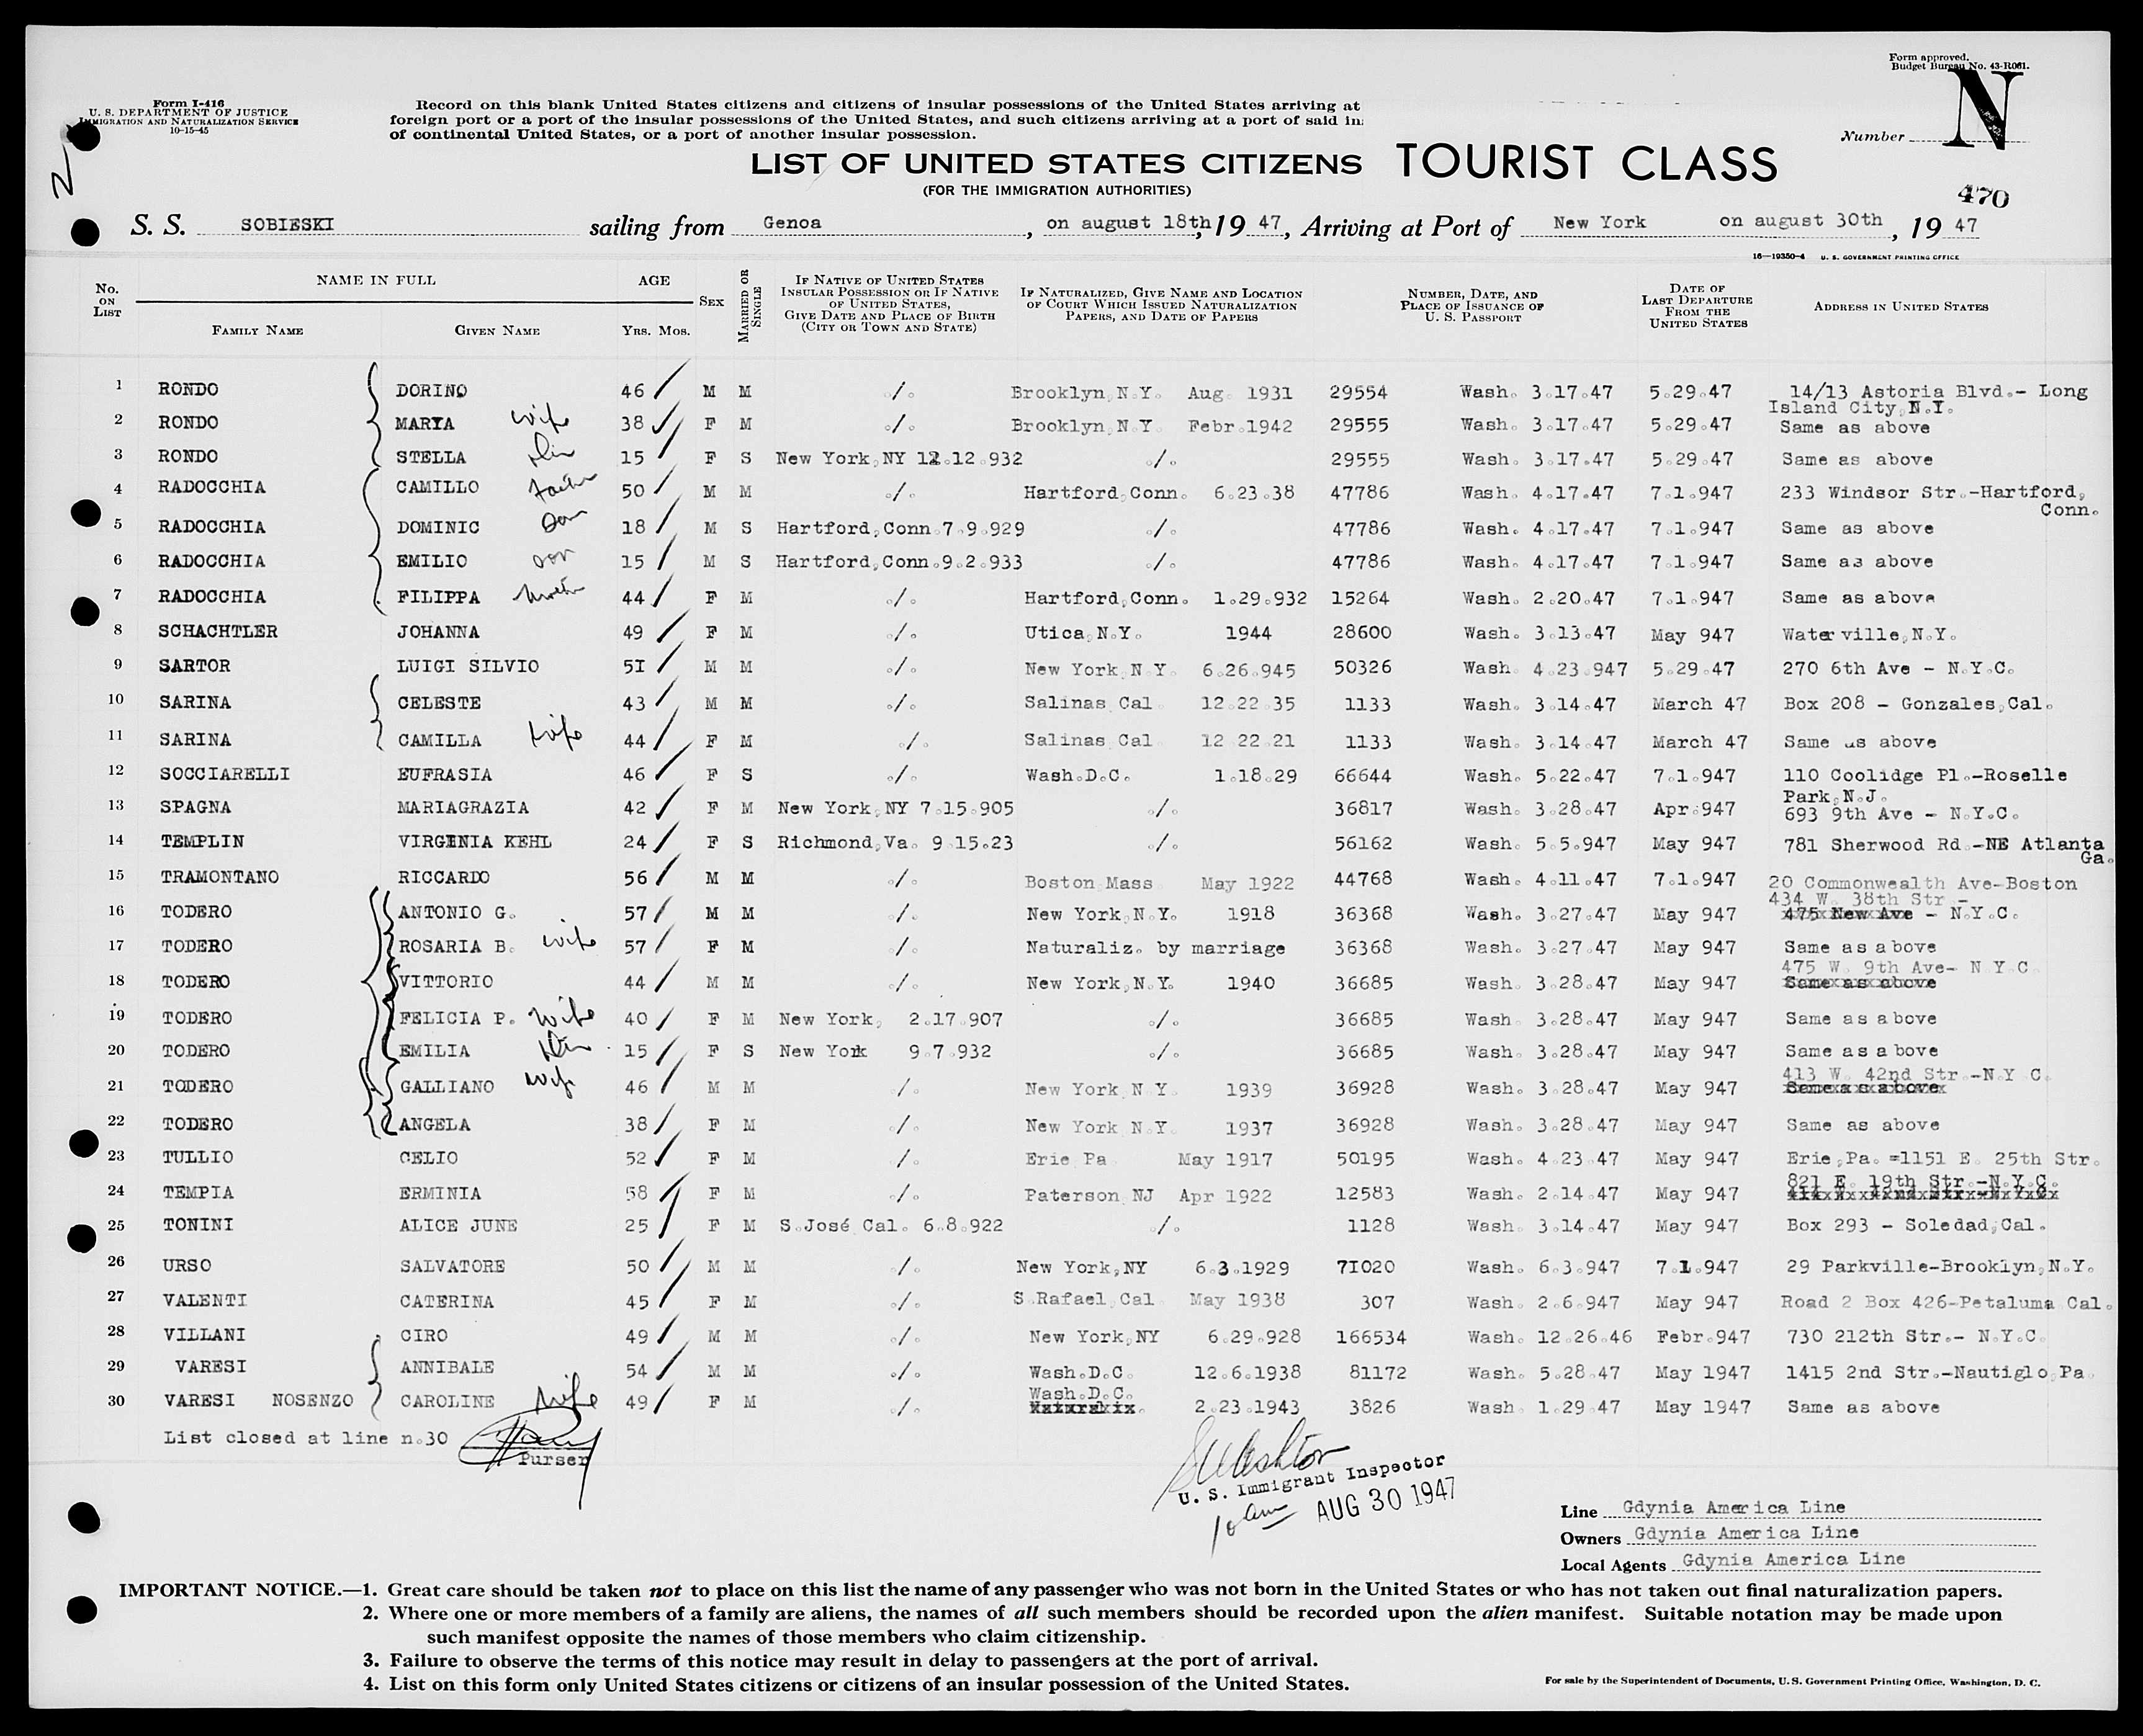 Form approved.
Budget Bureau No. 43-R061.
N
Form I-416
U. S. DEPARTMENT OF JUSTICE
IMMIGRATION AND NATURALIZATION SERVICE
10-15-45
Record on this blank United States citizens and citizens of insular possessions of the United States arriving at
foreign port or a port of the insular possessions of the United States, and such citizens arriving at a port of said in
of continental United States, or a port of another insular possession.
Number
2
LIST OF UNITED STATES CITIZENS TOURIST CLASS
(FOR THE IMMIGRATION AUTHORITIES)
470
S. S. SOBIESKI sailing from Genoa, on august 18th, 19 47, Arriving at Port of New York on august 30th, 19 47
16—19350-4 U. S. GOVERNMENT PRINTING OFFICE
No. on List
NAME IN FULL
Family Name Given Name
AGE
Yrs. Mos.
Sex
Married or Single
If Native of United States Insular Possession or If Native of United States, Give Date and Place of Birth (City or Town and State)
If Naturalized, Give Name and Location of Court Which Issued Naturalization Papers, and Date of Papers
Number, Date, and Place of Issuance of U. S. Passport
Date of Last Departure From the United States
Address in United States
1 RONDO DORINO 46 M M ./. Brooklyn,N.Y. Aug. 1931 29554 Wash. 3.17.47 5.29.47 14/13 Astoria Blvd.- Long
Island City,N.Y.
2 RONDO MARIA wife 38 F M ./. Brooklyn,N.Y. Febr.1942 29555 Wash. 3.17.47 5.29.47 Same as above
3 RONDO STELLA 15 F S New York,NY 12.12.932 ./. 29555 Wash. 3.17.47 5.29.47 Same as above
4 RADOCCHIA CAMILLO father 50 M M ./. Hartford,Conn. 6.23.38 47786 Wash. 4.17.47 7.1.947 233 Windsor Str.-Hartford,
Conn.
5 RADOCCHIA DOMINIC son 18 M S Hartford,Conn.7.9.929 ./. 47786 Wash. 4.17.47 7.1.947 Same as above
6 RADOCCHIA EMILIO son 15 M S Hartford,Conn.9.2.933 ./. 47786 Wash. 4.17.47 7.1.947 Same as above
7 RADOCCHIA FILIPPA mother 44 F M ./. Hartford,Conn. 1.29.932 15264 Wash. 2.20.47 7.1.947 Same as above
8 SCHACHTLER JOHANNA 49 F M ./. Utica,N.Y. 1944 28600 Wash. 3.13.47 May 947 Waterville,N.Y.
9 SARTOR LUIGI SILVIO 5I M M ./. New York,N.Y. 6.26.945 50326 Wash. 4.23.947 5.29.47 270 6th Ave - N.Y.C.
10 SARINA CELESTE 43 M M ./. Salinas,Cal. 12.22.35 1133 Wash. 3.14.47 March 47 Box 208 - Gonzales,Cal.
11 SARINA CAMILLA wife 44 F M ./. Salinas,Cal. 12.22.21 1133 Wash. 3.14.47 March 47 Same as above
12 SOCCIARELLI EUFRASIA 46 F S ./. Wash.D.C. 1.18.29 66644 Wash. 5.22.47 7.1.947 110 Coolidge Pl.-Roselle
Park,N.J.
13 SPAGNA MARIAGRAZIA 42 F M New York,NY 7.15.905 ./. 36817 Wash. 3.28.47 Apr.947 693 9th Ave - N.Y.C.
14 TEMPLIN VIRGINIA KEHL 24 F S Richmond,Va. 9.15.23 ./. 56162 Wash. 5.5.947 May 947 781 Sherwood Rd.-NE Atlanta
Ga.
15 TRAMONTANO RICCARDO 56 M M ./. Boston,Mass. May 1922 44768 Wash. 4.11.47 7.1.947 20 Commonwealth Ave-Boston
434 W. 38th Str.-
16 TODERO ANTONIO G. 57 M M ./. New York,N.Y. 1918 36368 Wash. 3.27.47 May 947 475 New Ave - N.Y.C.
17 TODERO ROSARIA B. wife 57 F M ./. Naturaliz. by marriage 36368 Wash. 3.27.47 May 947 Same as above
475 W. 9th Ave- N.Y.C.
18 TODERO VITTORIO 44 M M ./. New York,N.Y. 1940 36685 Wash. 3.28.47 May 947 Same as above
19 TODERO FELICIA P. wife 40 F M New York, 2.17.907 ./. 36685 Wash. 3.28.47 May 947 Same as above
20 TODERO EMILIA 15 F S New York 9.7.932 ./. 36685 Wash. 3.28.47 May 947 Same as above
413 W. 42nd Str.-N.Y.C.
21 TODERO GALLIANO wife 46 M M ./. New York,N.Y. 1939 36928 Wash. 3.28.47 May 947 Same as above
22 TODERO ANGELA 38 F M ./. New York,N.Y. 1937 36928 Wash. 3.28.47 May 947 Same as above
23 TULLIO CELIO 52 F M ./. Erie,Pa. May 1917 50195 Wash. 4.23.47 May 947 Erie,Pa. =1151 E. 25th Str.
821 E. 19th Str.-N.Y.C.
24 TEMPIA ERMINIA 58 F M ./. Paterson,NJ Apr.1922 12583 Wash. 2.14.47 May 947
25 TONINI ALICE JUNE 25 F M S.José,Cal. 6.8.922 ./. 1128 Wash. 3.14.47 May 947 Box 293 - Soledad,Cal.
26 URSO SALVATORE 50 M M ./. New York,NY 6.3.1929 7I020 Wash. 6.3.947 7.1.947 29 Parkville-Brooklyn,N.Y.
27 VALENTI CATERINA 45 F M ./. S.Rafael,Cal. May 1938 307 Wash. 2.6.947 May 947 Road 2 Box 426-Petaluma,Cal.
28 VILLANI CIRO 49 M M ./. New York,NY 6.29.928 166534 Wash. 12.26.46 Febr.947 730 212th Str.- N.Y.C.
29 VARESI ANNIBALE 54 M M ./. Wash.D.C. 12.6.1938 81172 Wash. 5.28.47 May 1947 1415 2nd Str.-Nautiglo,Pa.
Wash.D.C.
30 VARESI NOSENZO CAROLINE wife 49 F M ./. 2.23.1943 3826 Wash. 1.29.47 May 1947 Same as above
List closed at line n.30
Purser
U. S. Immigrant Inspector
10 am AUG 30 1947
Line Gdynia America Line
Owners Gdynia America Line
Local Agents Gdynia America Line
IMPORTANT NOTICE.—1. Great care should be taken not to place on this list the name of any passenger who was not born in the United States or who has not taken out final naturalization papers.
2. Where one or more members of a family are aliens, the names of all such members should be recorded upon the alien manifest. Suitable notation may be made upon
such manifest opposite the names of those members who claim citizenship.
3. Failure to observe the terms of this notice may result in delay to passengers at the port of arrival.
4. List on this form only United States citizens or citizens of an insular possession of the United States.
For sale by the Superintendent of Documents, U. S. Government Printing Office, Washington, D. C.